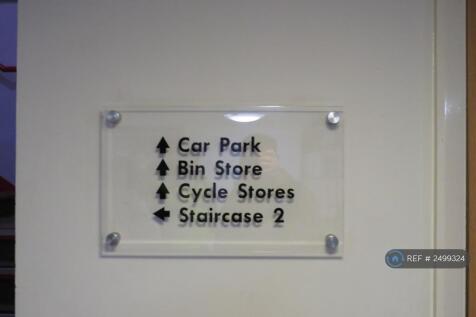 ↑ Car Park
↑ Bin Store
↑ Cycle Stores
← Staircase 2
REF # 2499324